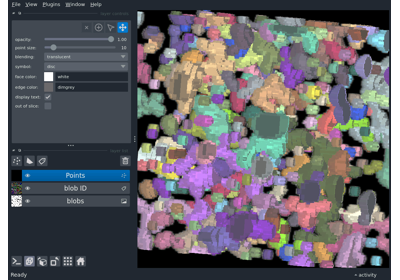 File View Plugins Window Help
opacity: 1.00
point size: 10
blending: translucent
symbol: disc
face color: white
edge color: dimgrey
display text:
out of slice:
Points
blob ID
blobs
Ready
activity